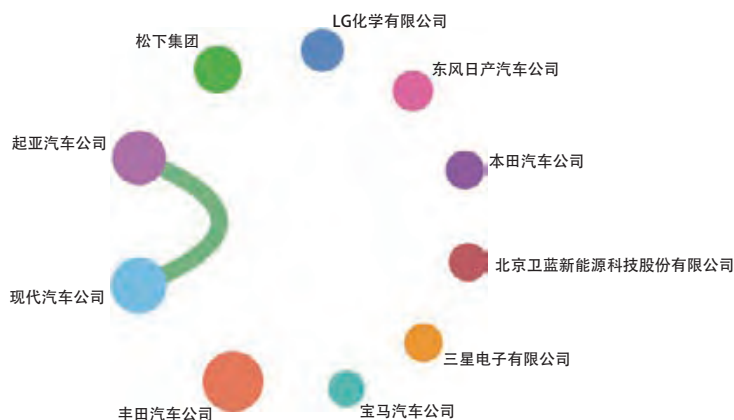 LG化学有限公司
松下集团
东风日产汽车公司
起亚汽车公司
本田汽车公司
北京卫蓝新能源科技股份有限公司
现代汽车公司
三星电子有限公司
丰田汽车公司
宝马汽车公司